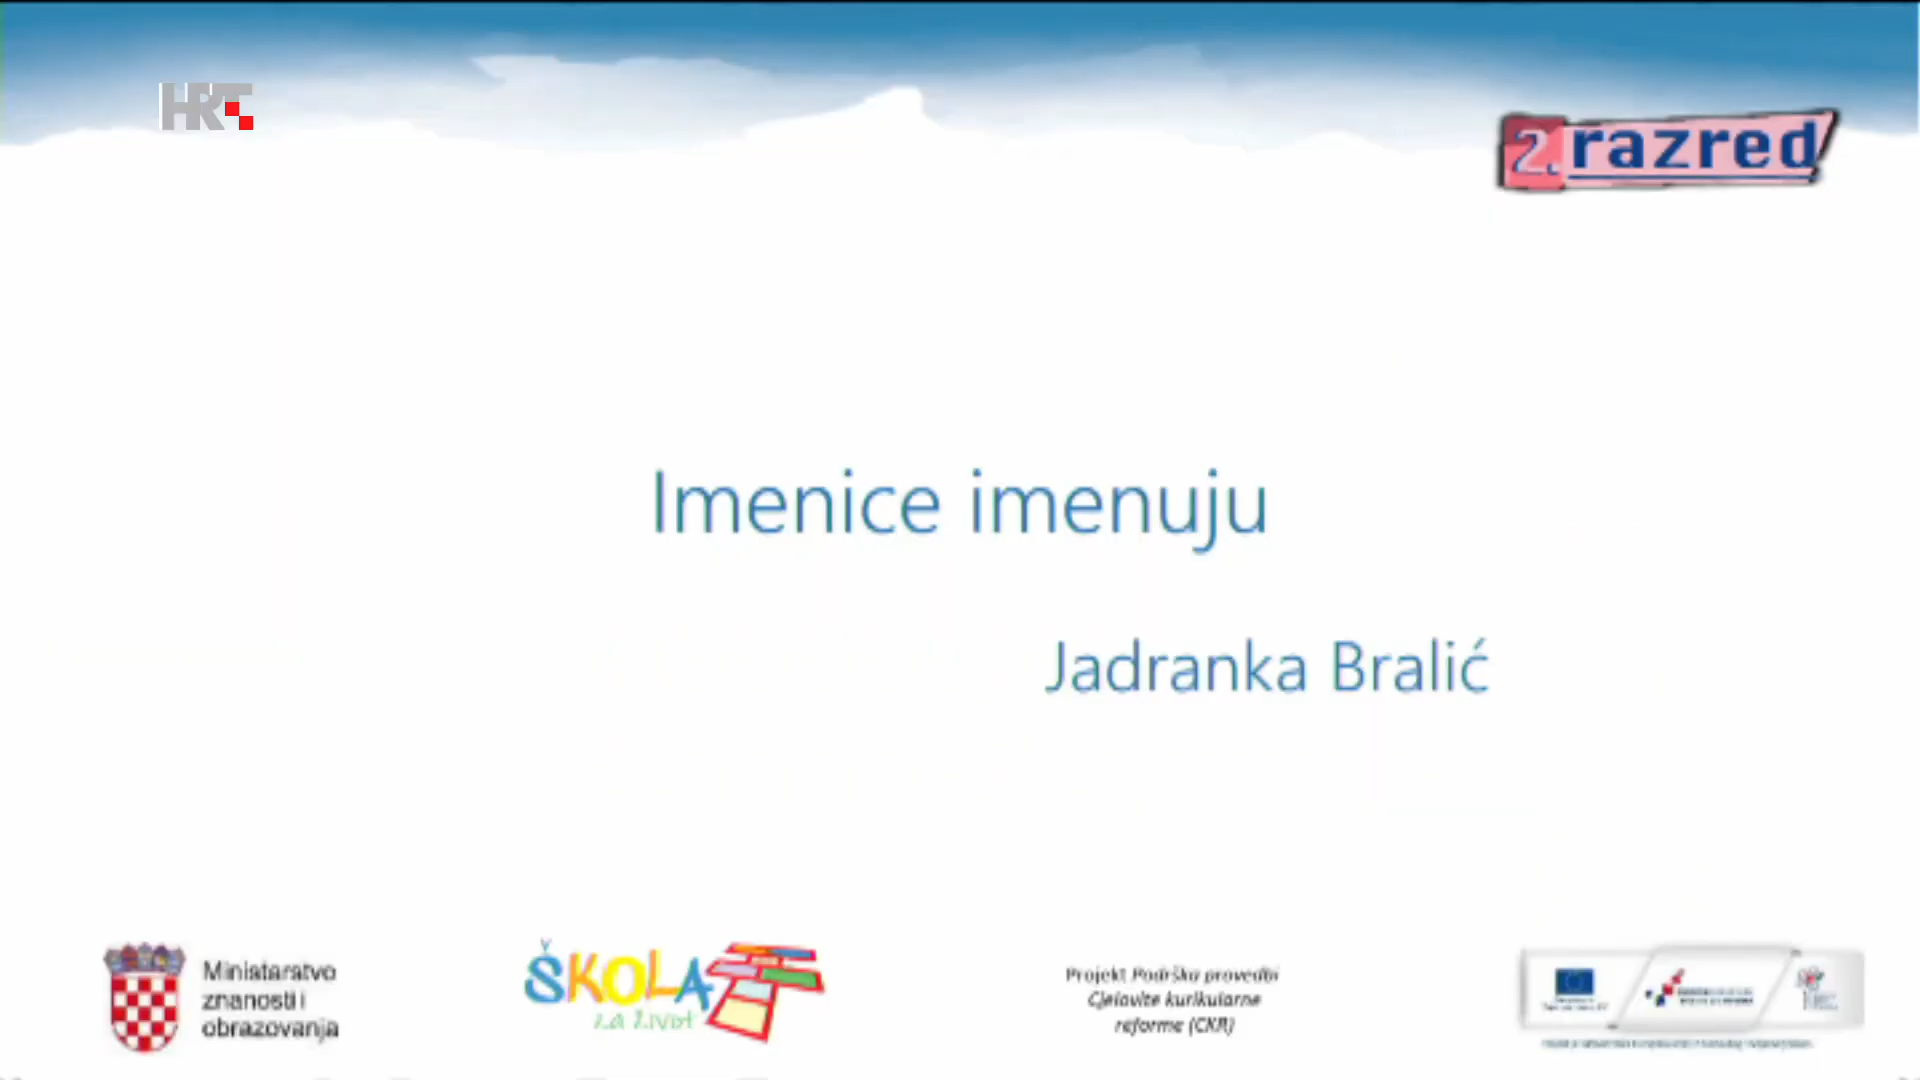 HRT
2. razred
Imenice imenuju
Jadranka Bralić
Ministarstvo
znanosti i
obrazovanja
ŠKOLA
za život
Projekt Podrška provedbi
Cjelovite kurikularne
reforme (CKR)